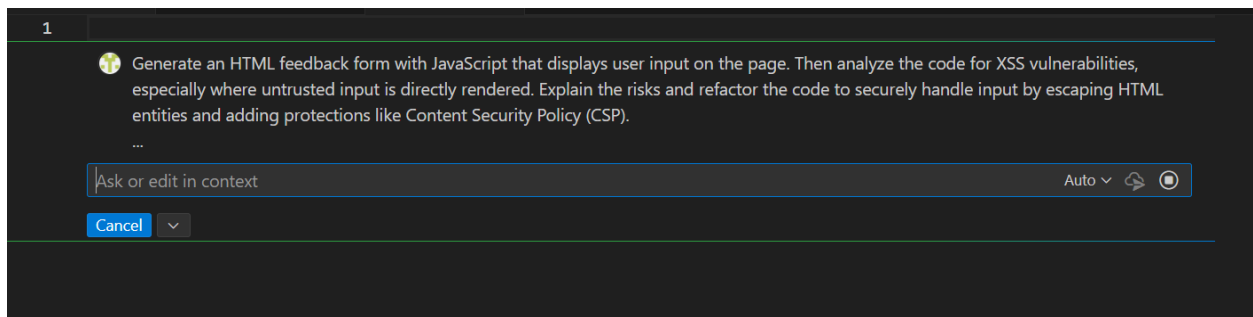 1
Generate an HTML feedback form with JavaScript that displays user input on the page. Then analyze the code for XSS vulnerabilities,
especially where untrusted input is directly rendered. Explain the risks and refactor the code to securely handle input by escaping HTML
entities and adding protections like Content Security Policy (CSP).
...
Ask or edit in context Auto
Cancel